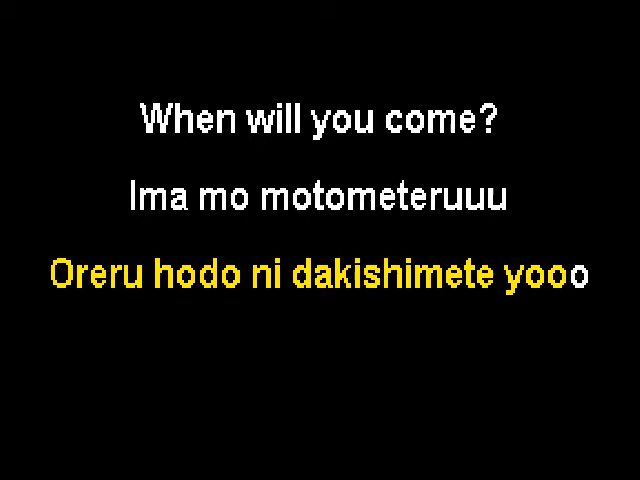 When will you come?
Ima mo motometeruuu
Oreru hodo ni dakishimete yooo